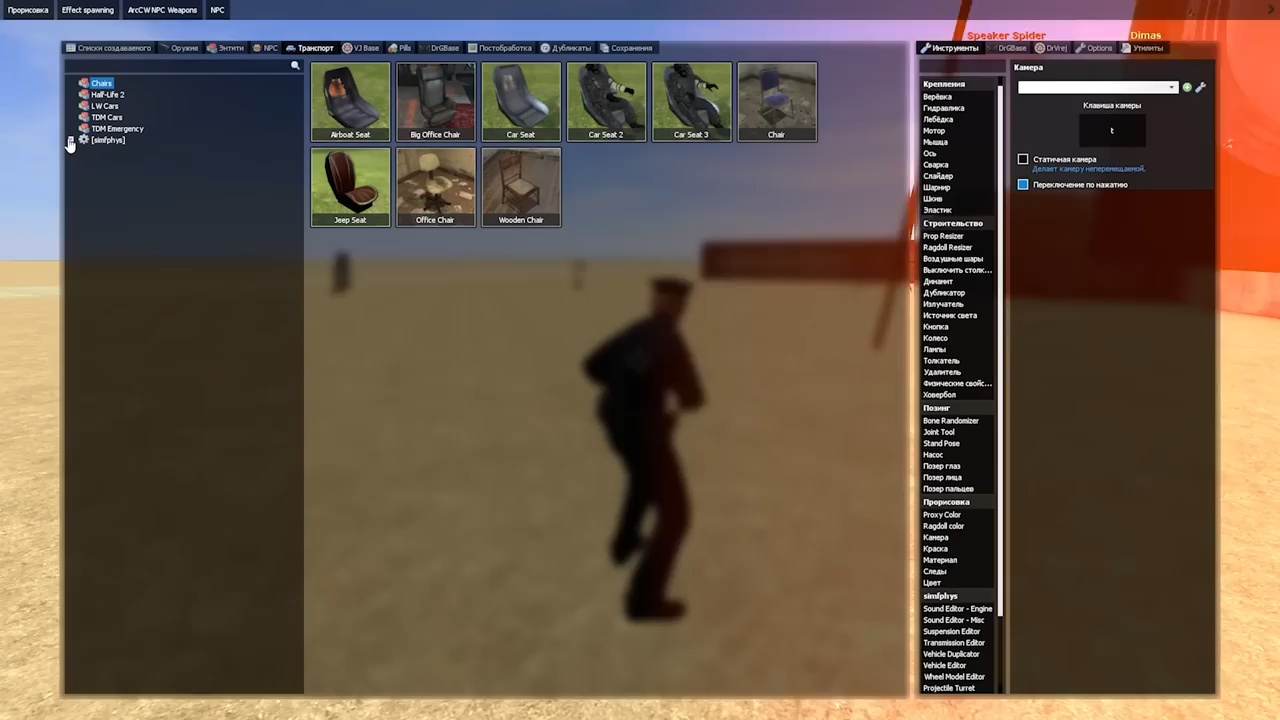 Прорисовка
Effect spawning
ArcCW NPC Weapons
NPC
Speaker Spider
Dimas
Списки создаваемого
Оружие
Энтити
NPC
Транспорт
VJ Base
Pills
DrGBase
Постобработка
Дубликаты
Сохранения
Chairs
Half-Life 2
LW Cars
TDM Cars
TDM Emergency
[simfphys]
Airboat Seat
Big Office Chair
Car Seat
Car Seat 2
Car Seat 3
Chair
Jeep Seat
Office Chair
Wooden Chair
Инструменты
DrGBase
DrVrej
Options
Утилиты
Крепления
Верёвка
Гидравлика
Лебёдка
Мотор
Мышца
Ось
Сварка
Слайдер
Шарнир
Шкив
Эластик
Строительство
Prop Resizer
Ragdoll Resizer
Воздушные шары
Выключить столк...
Динамит
Дубликатор
Излучатель
Источник света
Кнопка
Колесо
Лампы
Толкатель
Удалитель
Физические свойс...
Ховербол
Позинг
Bone Randomizer
Joint Tool
Stand Pose
Насос
Позер глаз
Позер лица
Позер пальцев
Прорисовка
Proxy Color
Ragdoll color
Камера
Краска
Материал
Следы
Цвет
simfphys
Sound Editor - Engine
Sound Editor - Misc
Suspension Editor
Transmission Editor
Vehicle Duplicator
Vehicle Editor
Wheel Model Editor
Projectile Turret
Камера
Клавиша камеры
t
Статичная камера
Делает камеру неперемещаемой.
Переключение по нажатию